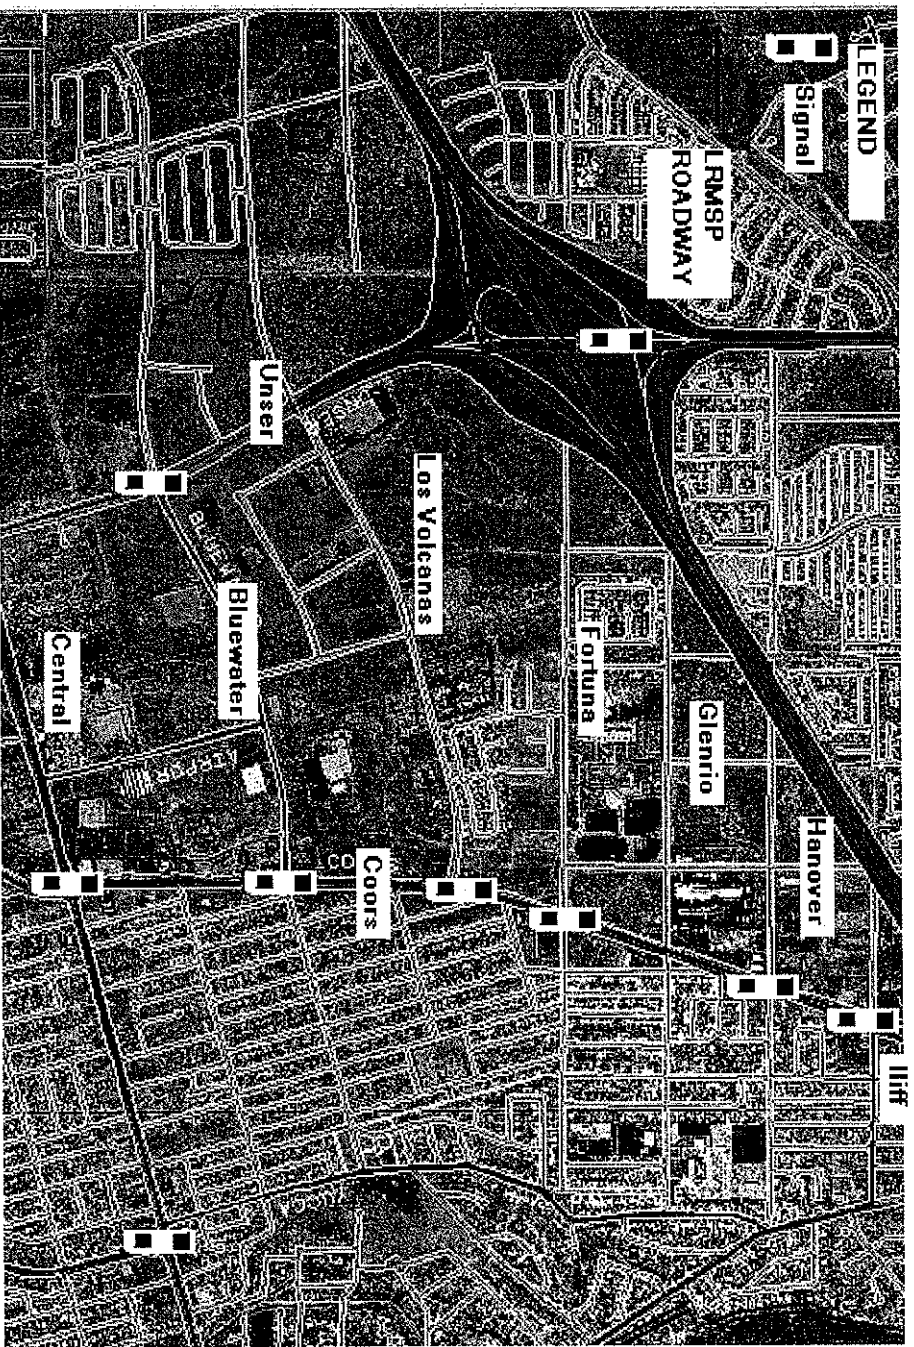 LEGEND
Signal
LRMSP
ROADWAY
Iliff
Hanover
Glenrio
Fortuna
Los Volcanas
Coors
Unser
Bluewater
Central